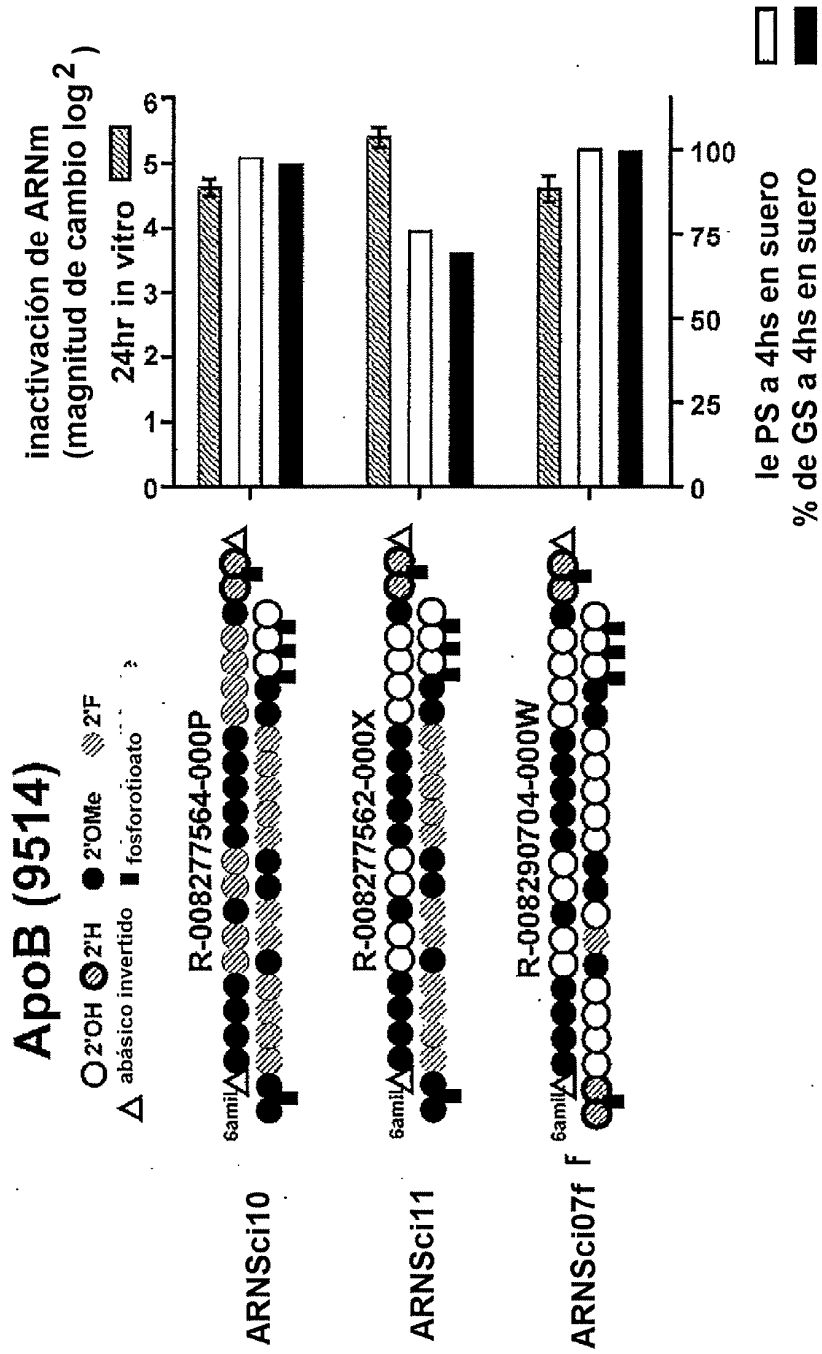 ApoB (9514)
2'OH 2'H 2'OMe 2'F
abásico invertido fosforotioato
inactivación de ARNm
(magnitud de cambio log2)
24hr in vitro
0 1 2 3 4 5 6
ARNSci10
R-008277564-000P
6amil
ARNSci11
R-008277562-000X
6amil
ARNSci07f F
R-008290704-000W
6amil
0 25 50 75 100
le PS a 4hs en suero
% de GS a 4hs en suero